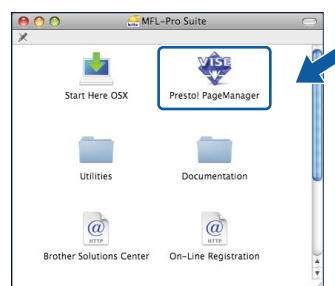 MFL-Pro Suite
Start Here OSX
VISE
Presto! PageManager
Utilities
Documentation
@
HTTP
@
HTTP
Brother Solutions Center
On-Line Registration